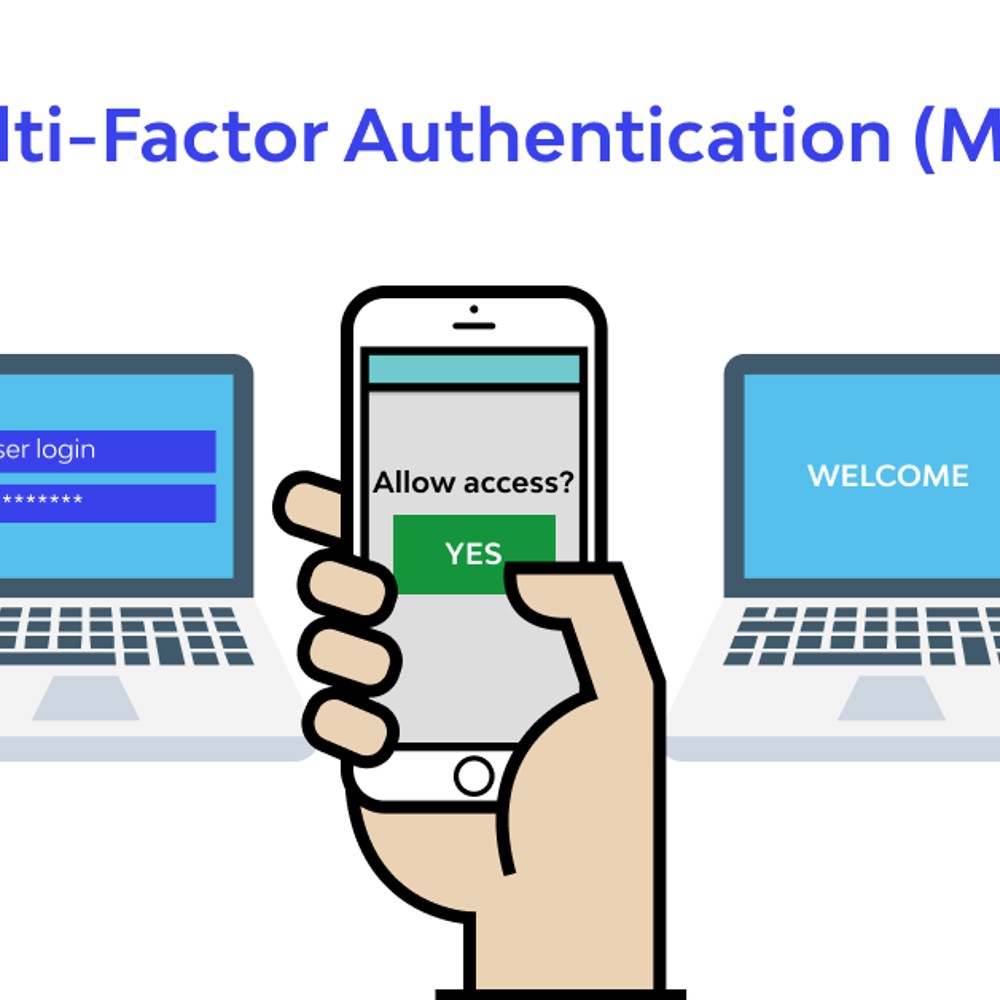 lti-Factor Authentication (M
ser login
*******
Allow access?
YES
WELCOME